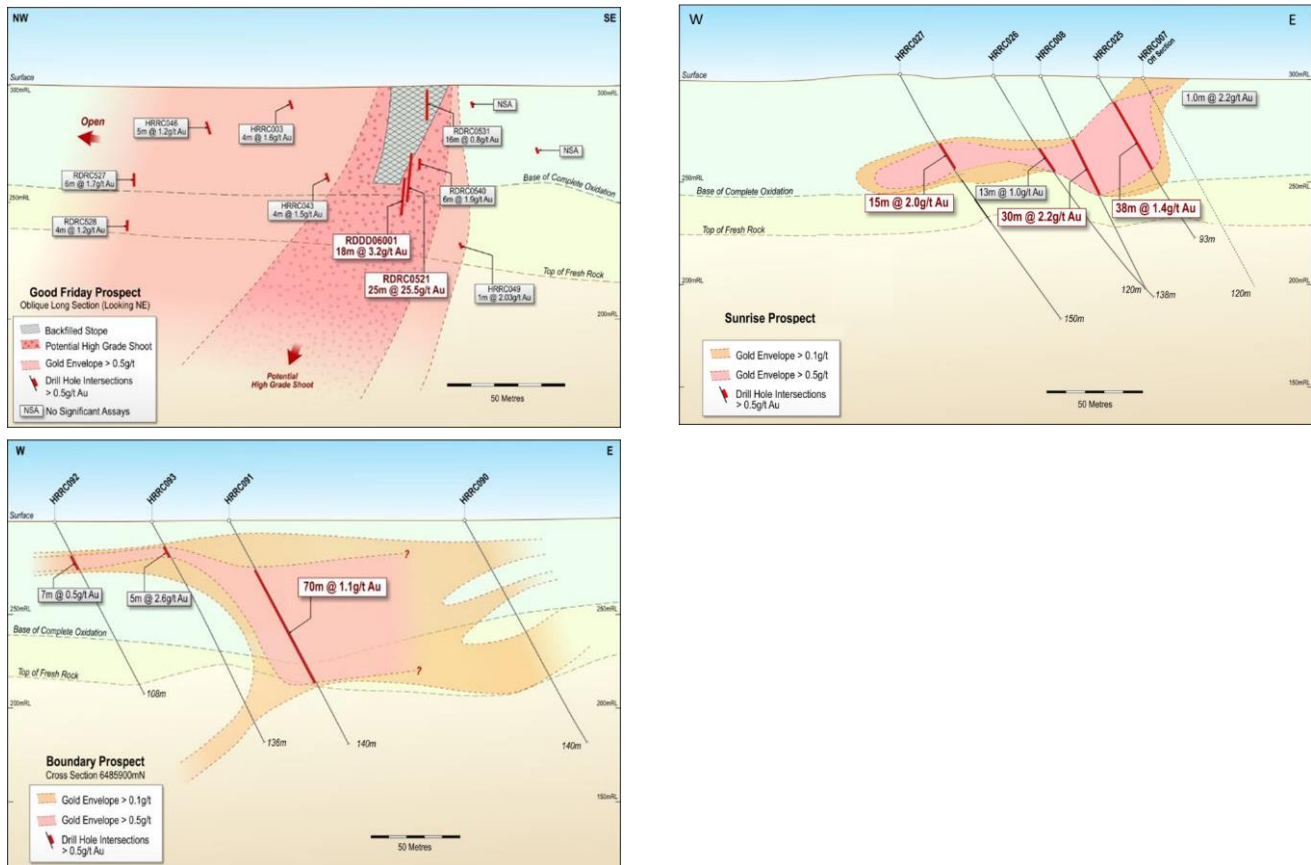 NW
SE
Surface
300mRL
300mRL
Open
HRRC046
5m @ 1.2g/t Au
HRRC003
4m @ 1.6g/t Au
NSA
RDRC0531
16m @ 0.8g/t Au
NSA
RDRC527
6m @ 1.7g/t Au
RDRC0540
6m @ 1.9g/t Au
Base of Complete Oxidation
250mRL
250mRL
RDRC528
4m @ 1.2g/t Au
HRRC043
4m @ 1.5g/t Au
RDDD06001
18m @ 3.2g/t Au
RDRC0521
25m @ 25.5g/t Au
HRRC049
1m @ 2.03g/t Au
Top of Fresh Rock
200mRL
Good Friday Prospect
Oblique Long Section (Looking NE)
Backfilled Stope
Potential High Grade Shoot
Gold Envelope > 0.5g/t
Drill Hole Intersections
> 0.5g/t Au
NSA No Significant Assays
Potential
High Grade Shoot
50 Metres
W
E
HRRC027
HRRC026
HRRC008
HRRC025
HRRC007
Off Section
Surface
300mRL
300mRL
1.0m @ 2.2g/t Au
250mRL
250mRL
Base of Complete Oxidation
15m @ 2.0g/t Au
13m @ 1.0g/t Au
30m @ 2.2g/t Au
38m @ 1.4g/t Au
Top of Fresh Rock
93m
200mRL
200mRL
120m
138m
120m
150m
Sunrise Prospect
Gold Envelope > 0.1g/t
Gold Envelope > 0.5g/t
Drill Hole Intersections
> 0.5g/t Au
150mRL
150mRL
50 Metres
W
E
HRRC092
HRRC093
HRRC091
HRRC090
Surface
?
7m @ 0.5g/t Au
5m @ 2.6g/t Au
70m @ 1.1g/t Au
250mRL
250mRL
Base of Complete Oxidation
Top of Fresh Rock
?
108m
200mRL
200mRL
136m
140m
140m
Boundary Prospect
Cross Section 6485900mN
Gold Envelope > 0.1g/t
Gold Envelope > 0.5g/t
Drill Hole Intersections
> 0.5g/t Au
150mRL
50 Metres